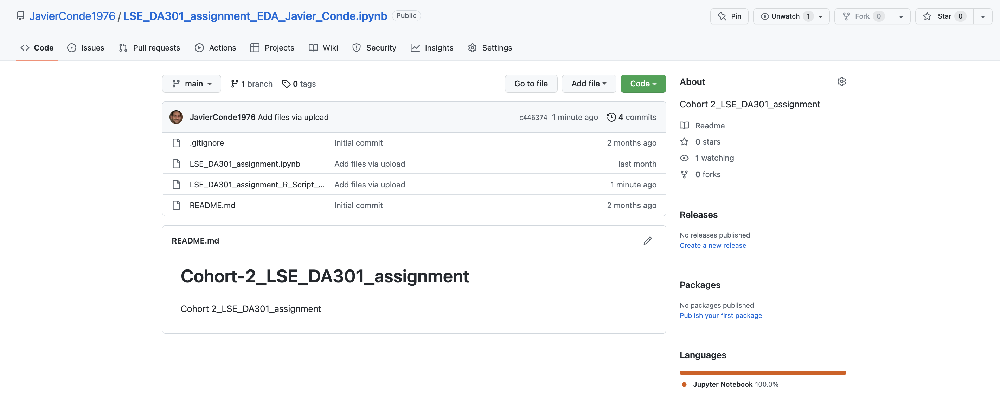 JavierConde1976 / LSE_DA301_assignment_EDA_Javier_Conde.ipynb Public
Pin Unwatch 1 Fork 0 Star 0
Code Issues Pull requests Actions Projects Wiki Security Insights Settings
main 1 branch 0 tags Go to file Add file Code
JavierConde1976 Add files via upload c446374 1 minute ago 4 commits
.gitignore Initial commit 2 months ago
LSE_DA301_assignment.ipynb Add files via upload last month
LSE_DA301_assignment_R_Script_... Add files via upload 1 minute ago
README.md Initial commit 2 months ago
README.md
Cohort-2_LSE_DA301_assignment
Cohort 2_LSE_DA301_assignment
About
Cohort 2_LSE_DA301_assignment
Readme
0 stars
1 watching
0 forks
Releases
No releases published
Create a new release
Packages
No packages published
Publish your first package
Languages
Jupyter Notebook 100.0%